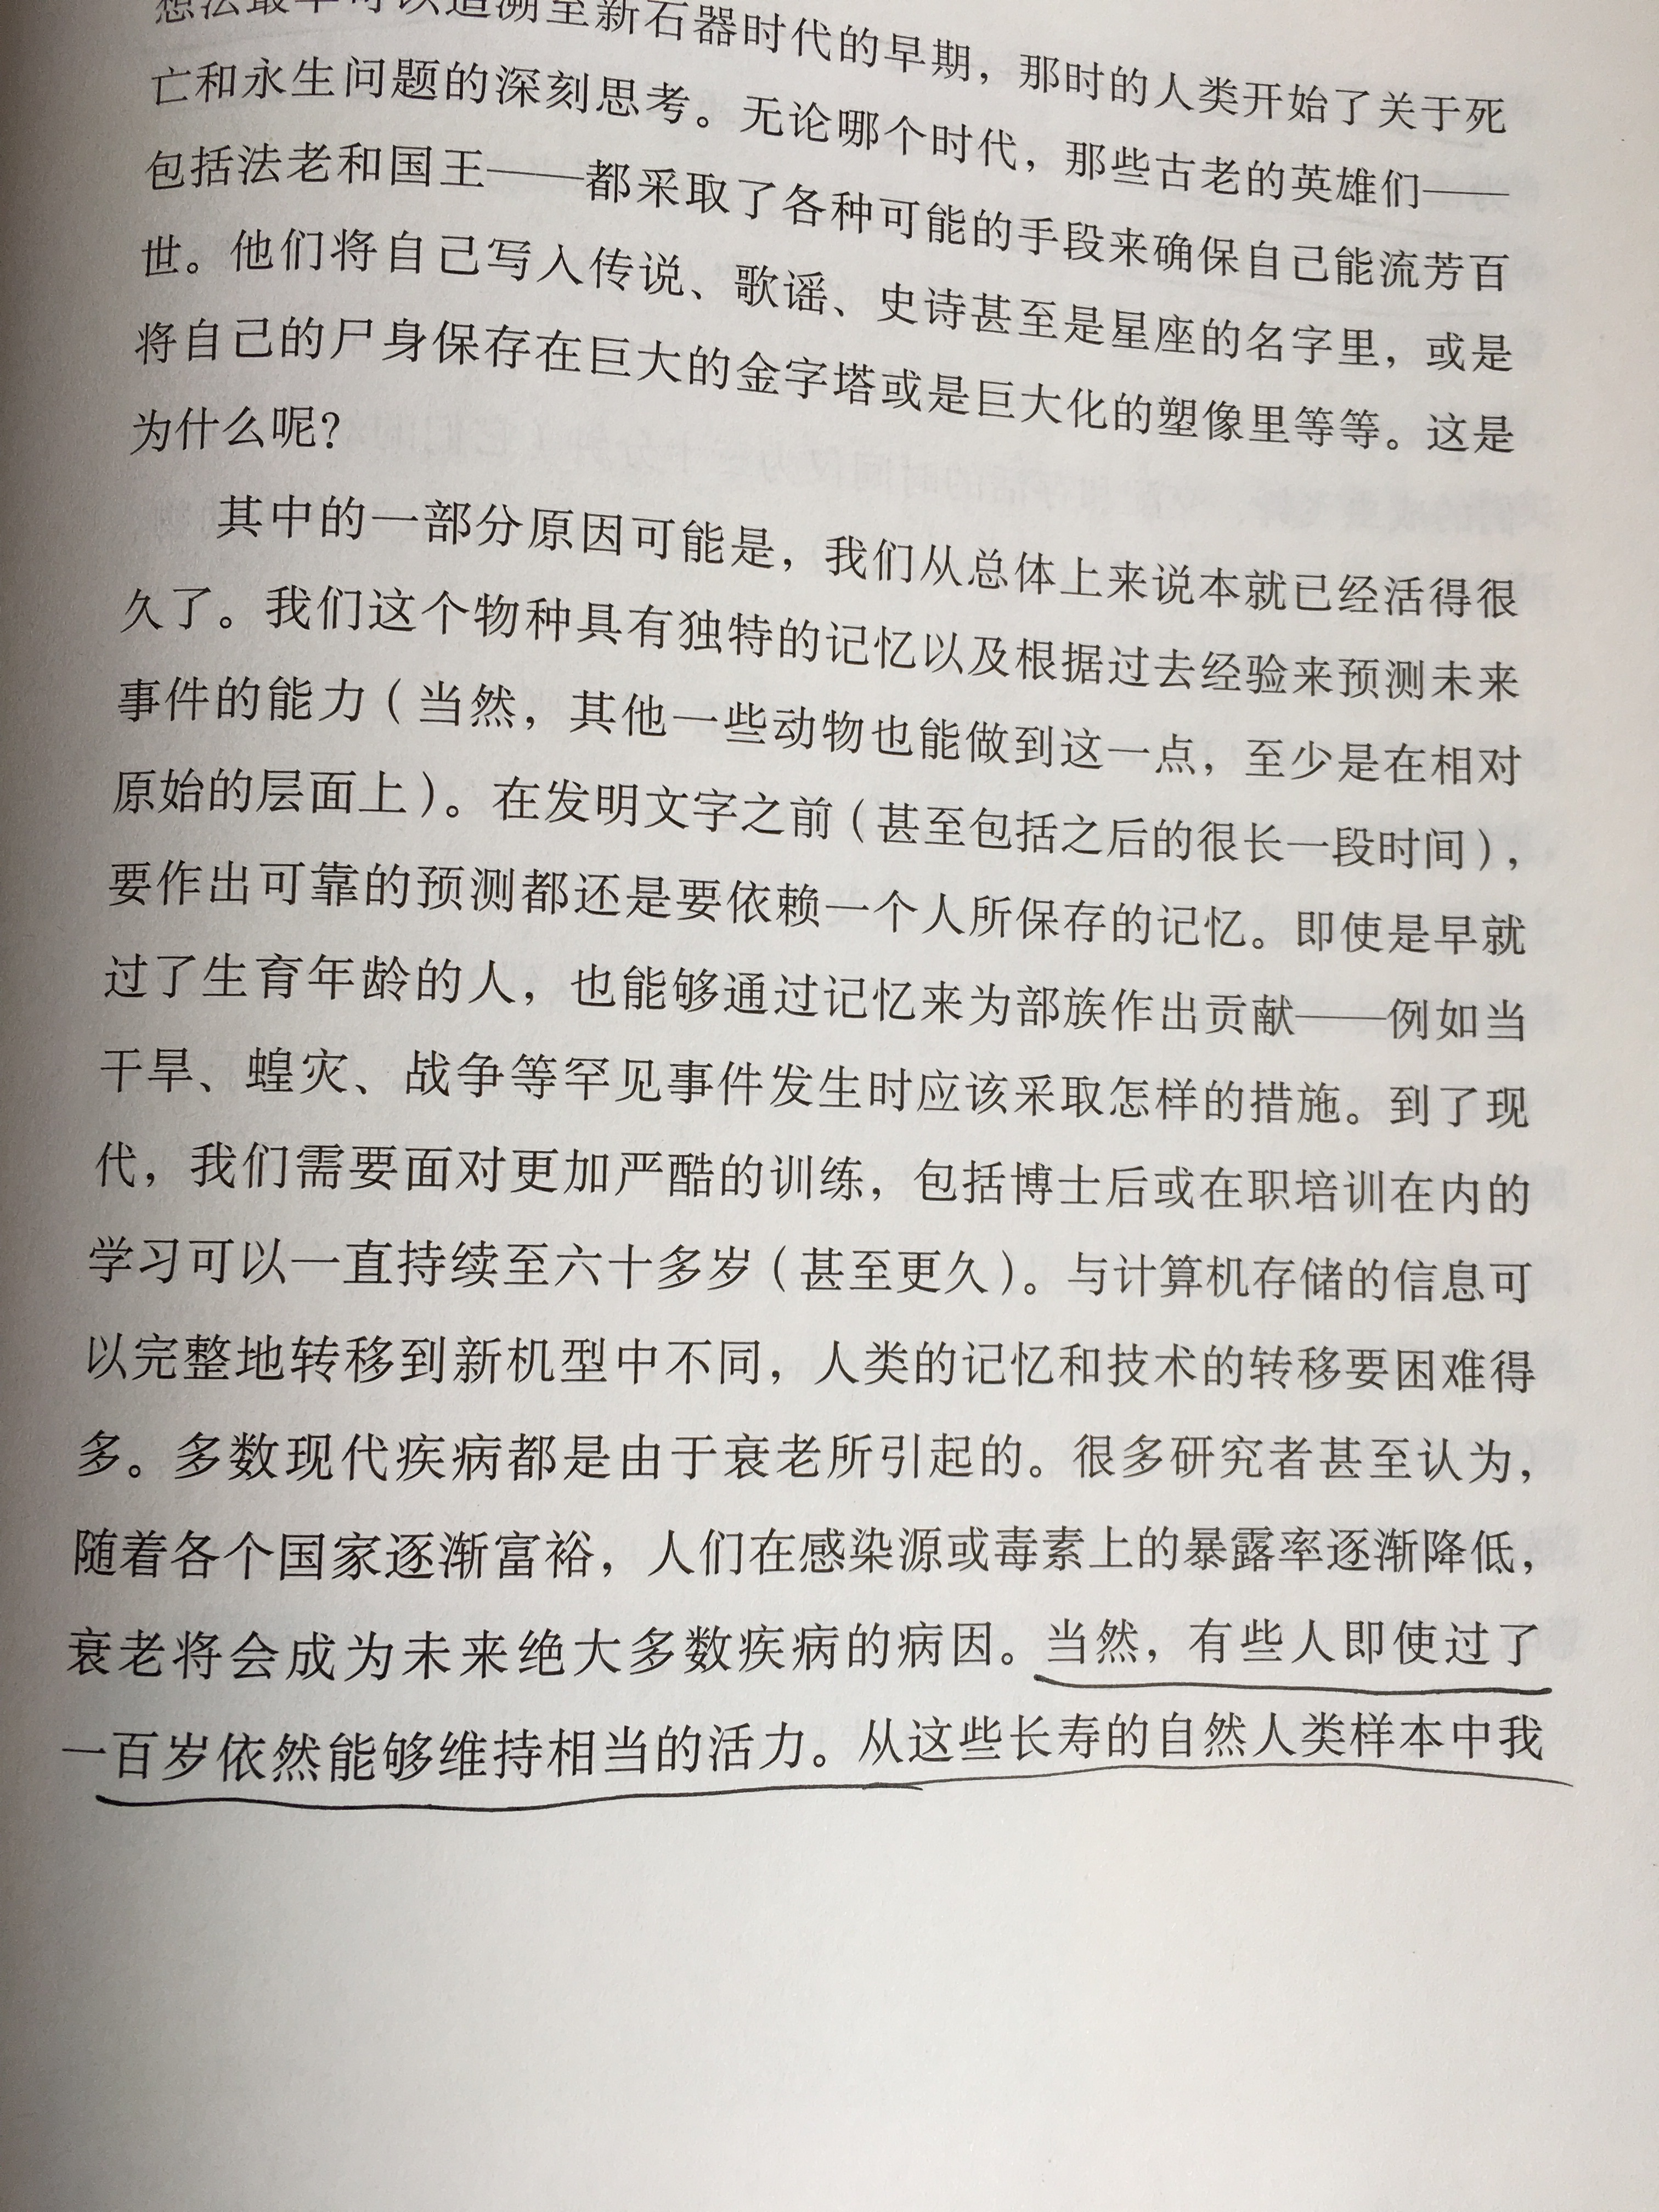 想法最早可以追溯至新石器时代的早期，那时的人类开始了关于死
亡和永生问题的深刻思考。无论哪个时代，那些古老的英雄们——
包括法老和国王——都采取了各种可能的手段来确保自己能流芳百
世。他们将自己写入传说、歌谣、史诗甚至是星座的名字里，或是
将自己的尸身保存在巨大的金字塔或是巨大化的塑像里等等。这是
为什么呢？
其中的一部分原因可能是，我们从总体上来说本就已经活得很
久了。我们这个物种具有独特的记忆以及根据过去经验来预测未来
事件的能力（当然，其他一些动物也能做到这一点，至少是在相对
原始的层面上）。在发明文字之前（甚至包括之后的很长一段时间），
要作出可靠的预测都还是要依赖一个人所保存的记忆。即使是早就
过了生育年龄的人，也能够通过记忆来为部族作出贡献——例如当
干旱、蝗灾、战争等罕见事件发生时应该采取怎样的措施。到了现
代，我们需要面对更加严酷的训练，包括博士后或在职培训在内的
学习可以一直持续至六十多岁（甚至更久）。与计算机存储的信息可
以完整地转移到新机型中不同，人类的记忆和技术的转移要困难得
多。多数现代疾病都是由于衰老所引起的。很多研究者甚至认为，
随着各个国家逐渐富裕，人们在感染源或毒素上的暴露率逐渐降低，
衰老将会成为未来绝大多数疾病的病因。当然，有些人即使过了
一百岁依然能够维持相当的活力。从这些长寿的自然人类样本中我